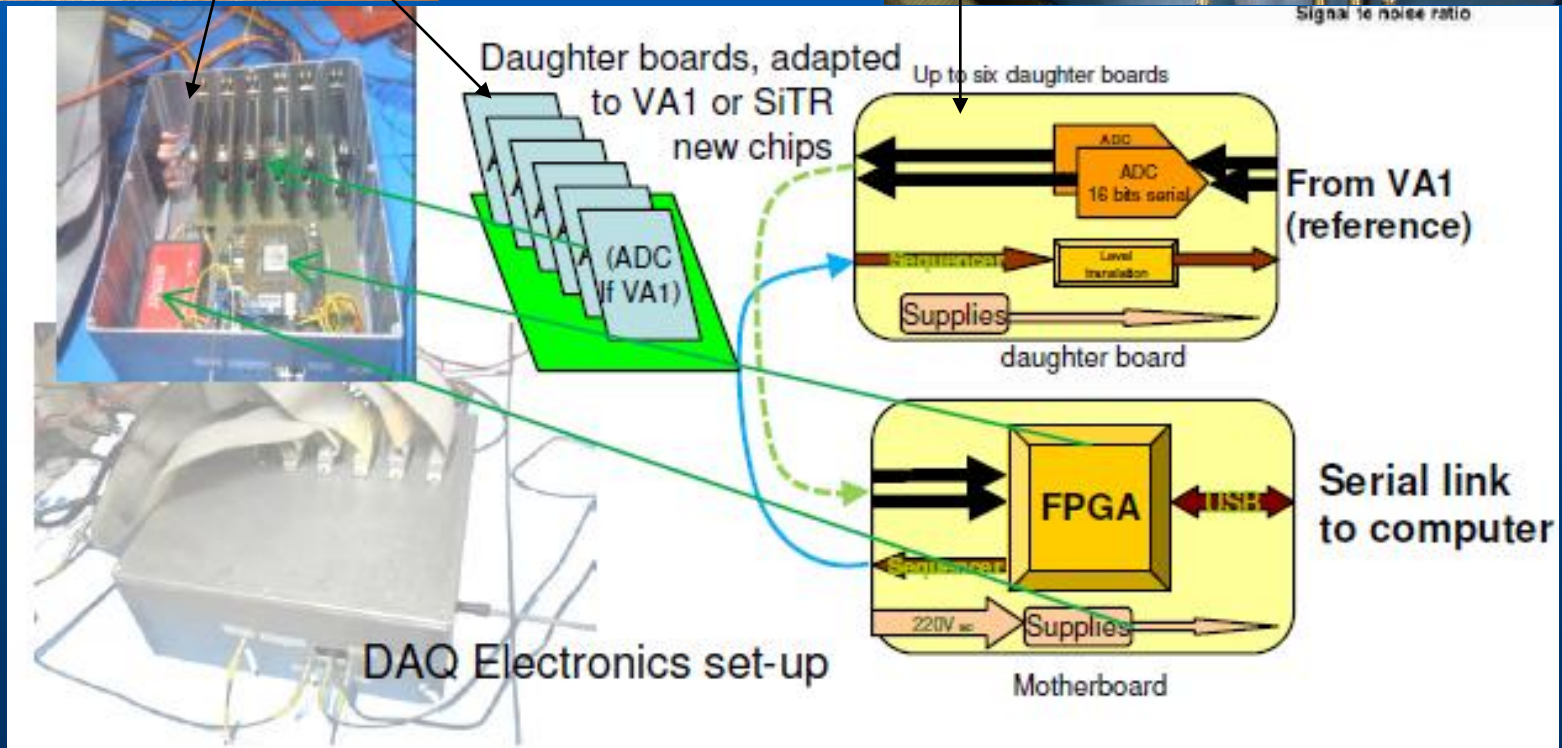 Signal to noise ratio
Daughter boards, adapted
to VA1 or SiTR
new chips
(ADC
If VA1)
Up to six daughter boards
ADC
ADC
16 bits serial
From VA1
(reference)
Sequencer
Level
translation
Supplies
daughter board
FPGA
USB
Serial link
to computer
Sequencer
220V ac
Supplies
Motherboard
DAQ Electronics set-up